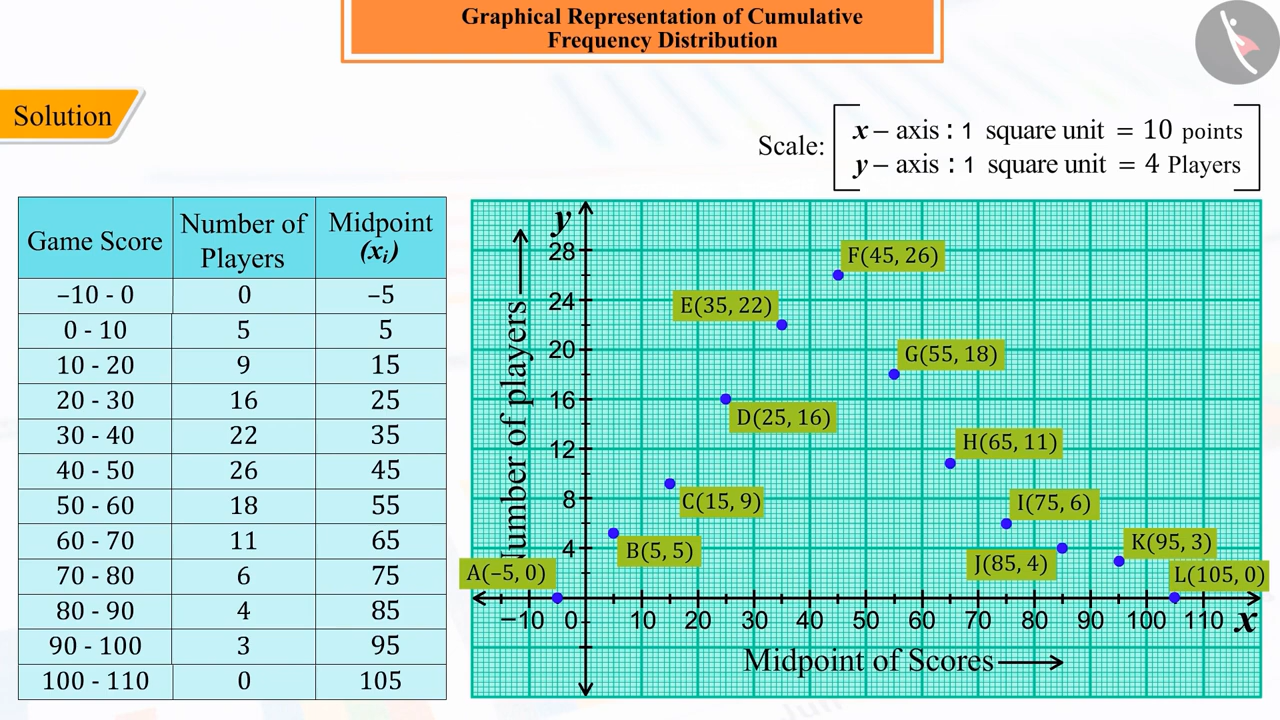 Graphical Representation of Cumulative
Frequency Distribution
Solution
Scale:
x – axis : 1 square unit = 10 points
y – axis : 1 square unit = 4 Players
Game Score Number of Players Midpoint (xᵢ)
–10 - 0 0 –5
0 - 10 5 5
10 - 20 9 15
20 - 30 16 25
30 - 40 22 35
40 - 50 26 45
50 - 60 18 55
60 - 70 11 65
70 - 80 6 75
80 - 90 4 85
90 - 100 3 95
100 - 110 0 105
y
Number of players
28
24
20
16
12
8
4
F(45, 26)
E(35, 22)
G(55, 18)
D(25, 16)
H(65, 11)
C(15, 9)
I(75, 6)
B(5, 5)
J(85, 4)
K(95, 3)
A(–5, 0)
L(105, 0)
–10 0 10 20 30 40 50 60 70 80 90 100 110 x
Midpoint of Scores